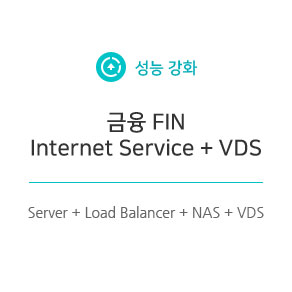 성능 강화
금융 FIN
Internet Service + VDS
Server + Load Balancer + NAS + VDS